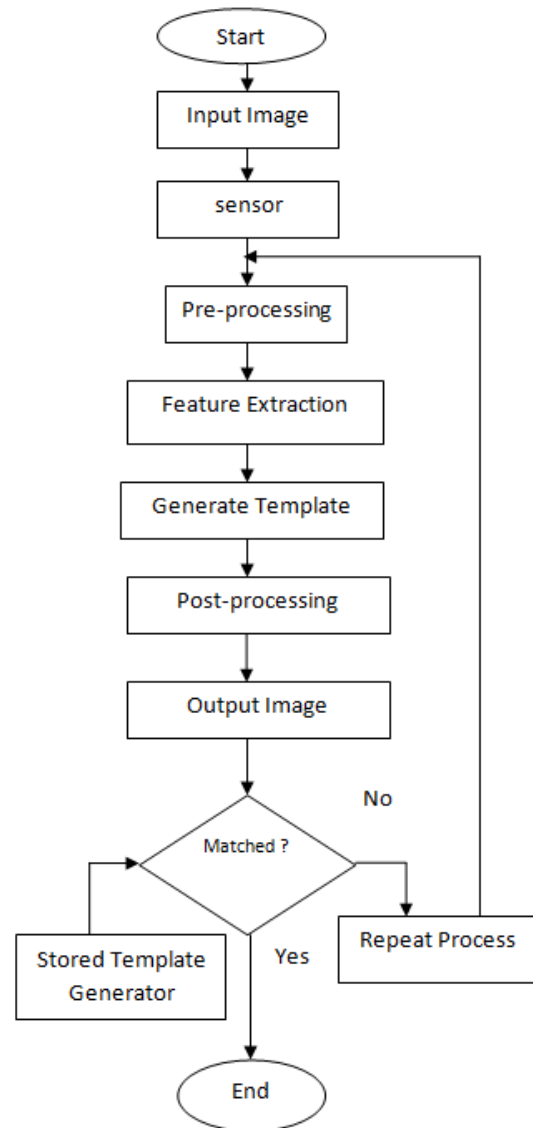 Start
Input Image
sensor
Pre-processing
Feature Extraction
Generate Template
Post-processing
Output Image
No
Matched ?
Repeat Process
Yes
Stored Template
Generator
End